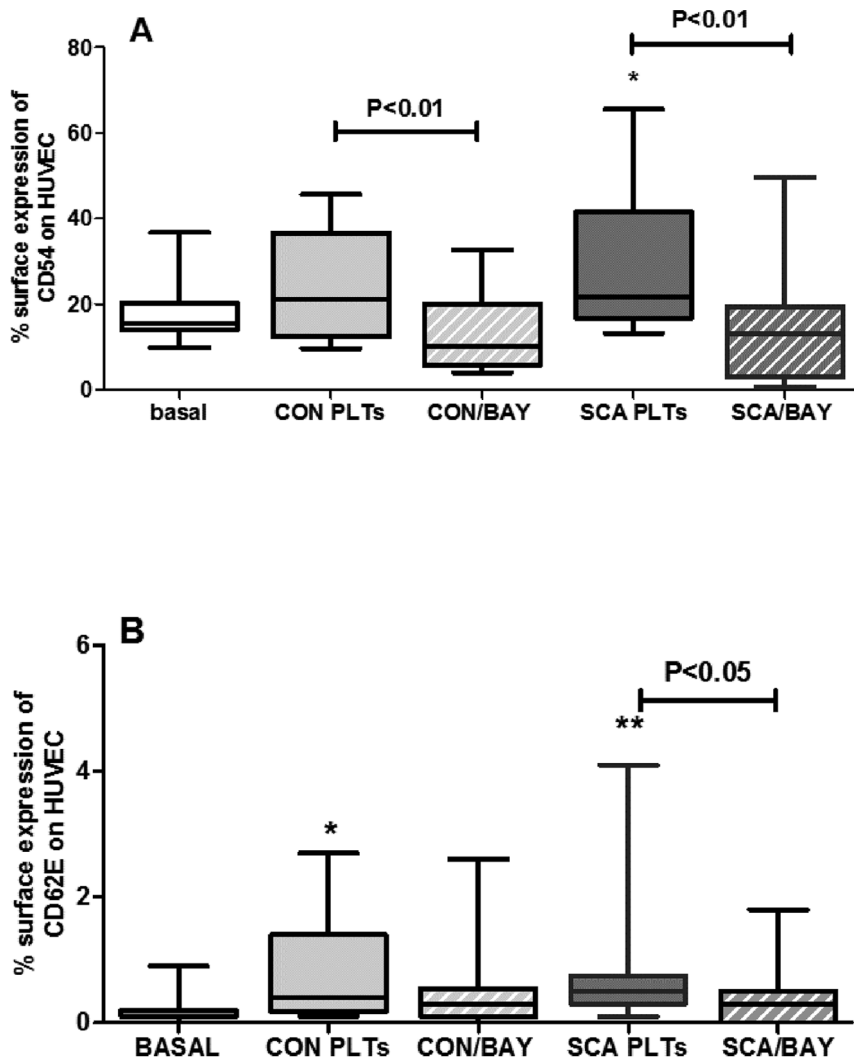 A
% surface expression of
CD54 on HUVEC
80
60
40
20
0
P<0.01
P<0.01
*
basal CON PLTs CON/BAY SCA PLTs SCA/BAY
B
% surface expression of
CD62E on HUVEC
6
4
2
0
P<0.05
**
*
BASAL CON PLTs CON/BAY SCA PLTs SCA/BAY